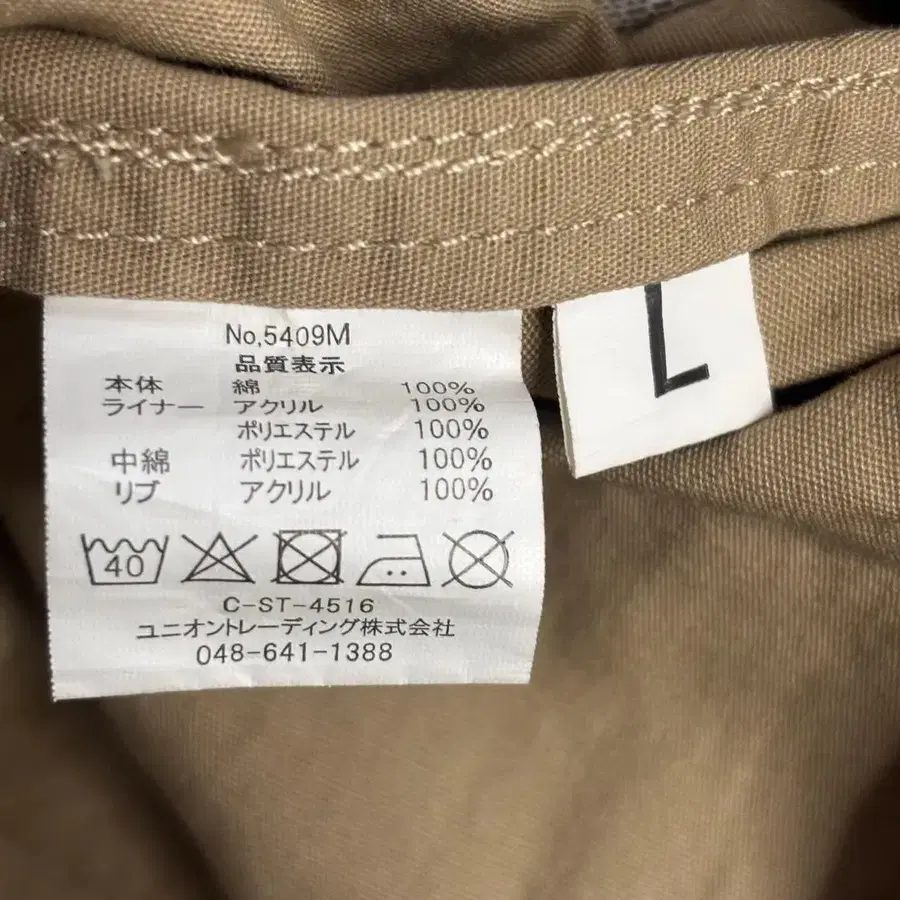 No,5409M
品質表示
本体 綿 100%
ライナー アクリル 100%
ポリエステル 100%
中綿 ポリエステル 100%
リブ アクリル 100%
40
C-ST-4516
ユニオントレーディング株式会社
048-641-1388
L